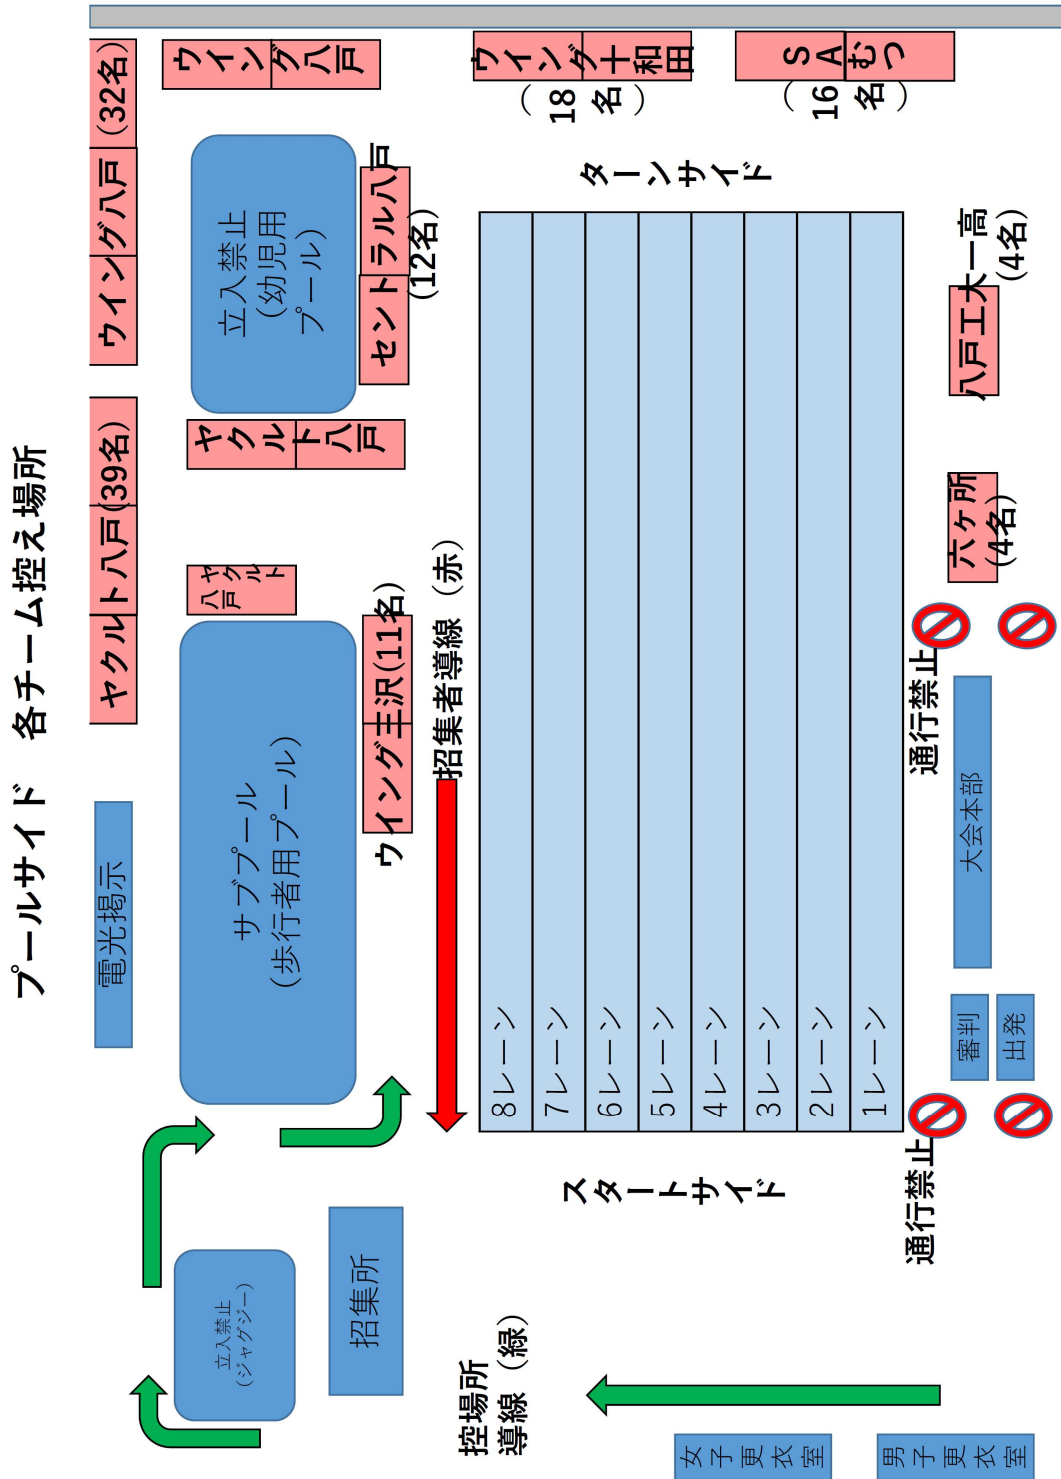 プールサイド 各チーム控え場所
電光掲示
ヤクルト八戸(39名)
ウイング八戸(32名)
ウイング八戸
サブプール
(歩行者用プール)
ヤクルト
八戸
ヤクルト八戸
立入禁止
(幼児用
プール)
ウイング三沢(11名)
セントラル八戸
(12名)
立入禁止
(ジャグジー)
招集所
招集者導線（赤）
控場所
導線（緑）
スタートサイド
ターンサイド
ウイング十和田
(18名)
SAむつ
(16名)
8レーン
7レーン
6レーン
5レーン
4レーン
3レーン
2レーン
1レーン
通行禁止
通行禁止
審判
出発
大会本部
六ヶ所
(4名)
八戸工大一高
(4名)
女子更衣室
男子更衣室